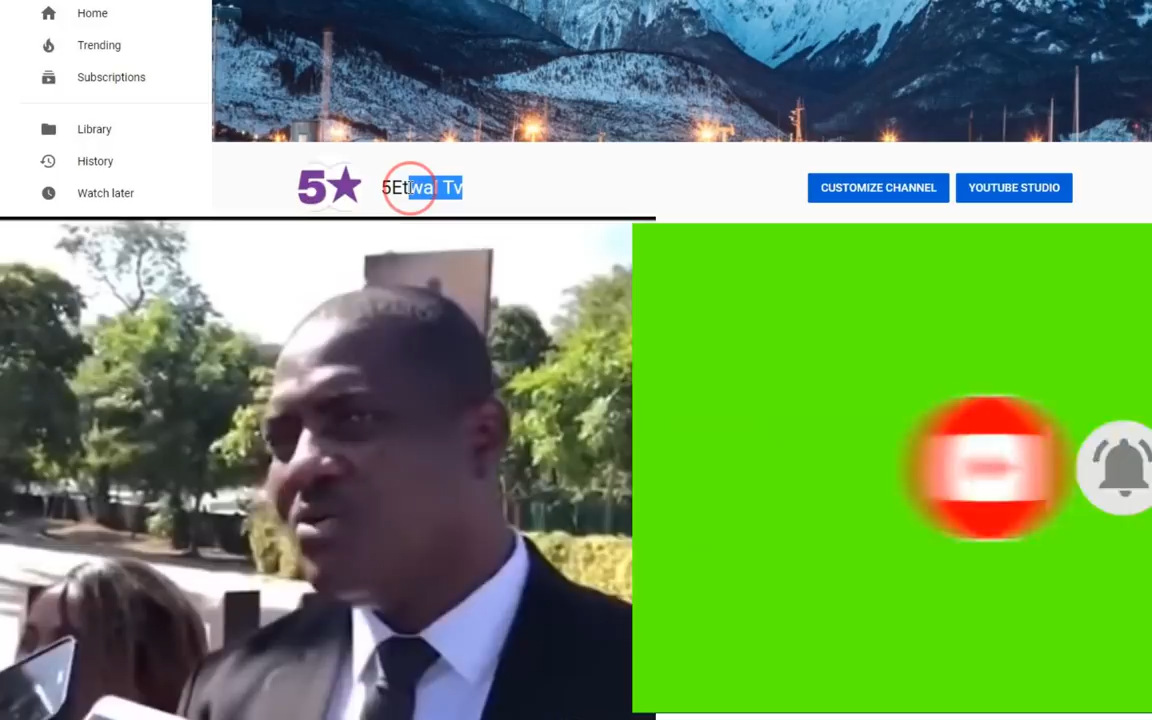 Home
Trending
Subscriptions
Library
History
Watch later
5★
5Etwal Tv
CUSTOMIZE CHANNEL
YOUTUBE STUDIO